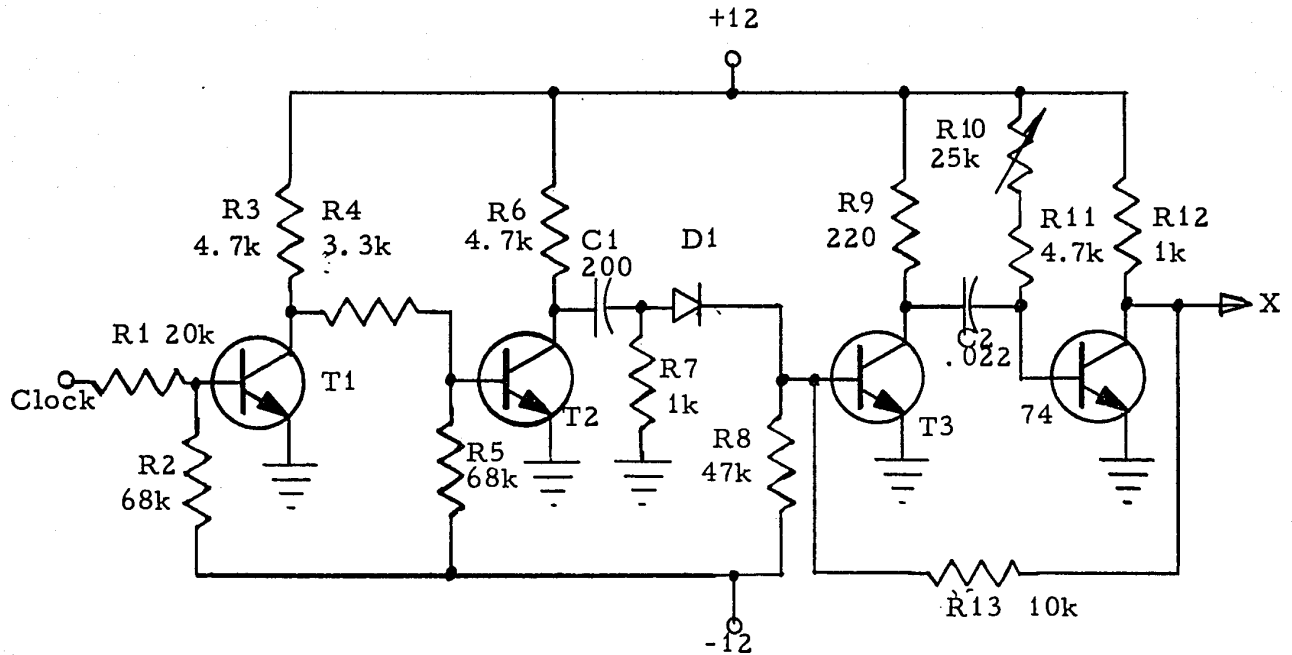 +12
R3
4.7k
R4
3.3k
R6
4.7k
C1
200
D1
R9
220
R10
25k
R11
4.7k
R12
1k
X
R1 20k
Clock
T1
T2
R7
1k
C2
.022
T3
74
R2
68k
R5
68k
R8
47k
R13 10k
-12